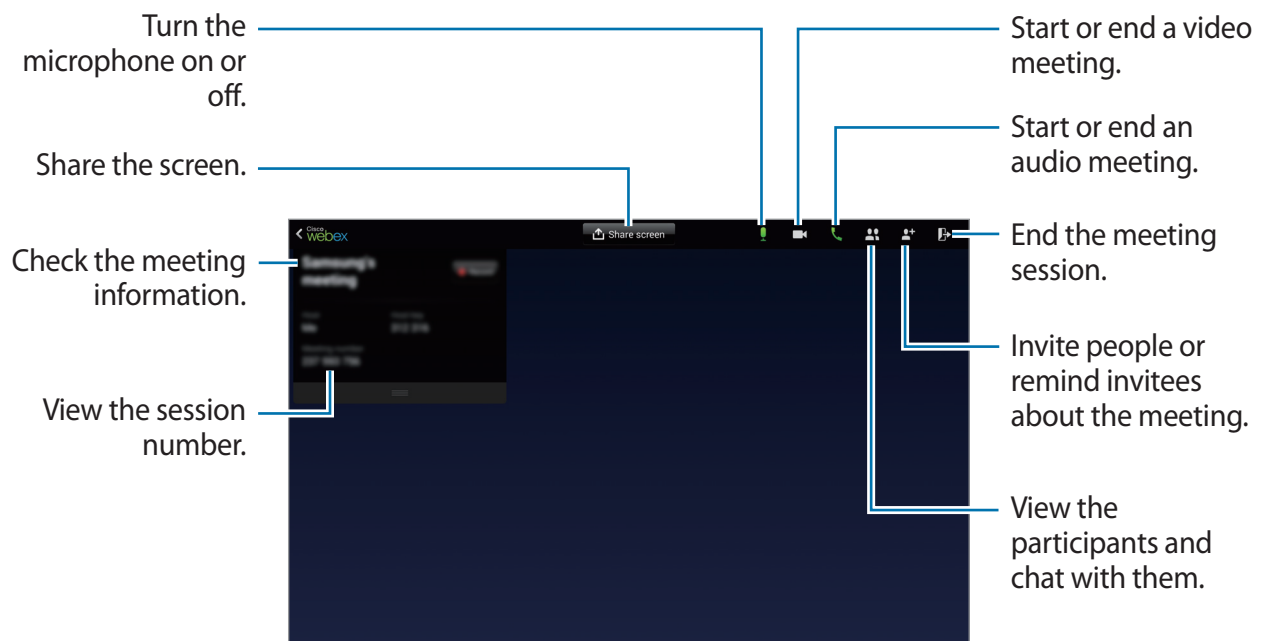 Turn the
microphone on or
off.
Share the screen.
Check the meeting
information.
View the session
number.
Cisco
webex
Share screen
Samsung's
meeting
Start or end a video
meeting.
Start or end an
audio meeting.
End the meeting
session.
Invite people or
remind invitees
about the meeting.
View the
participants and
chat with them.